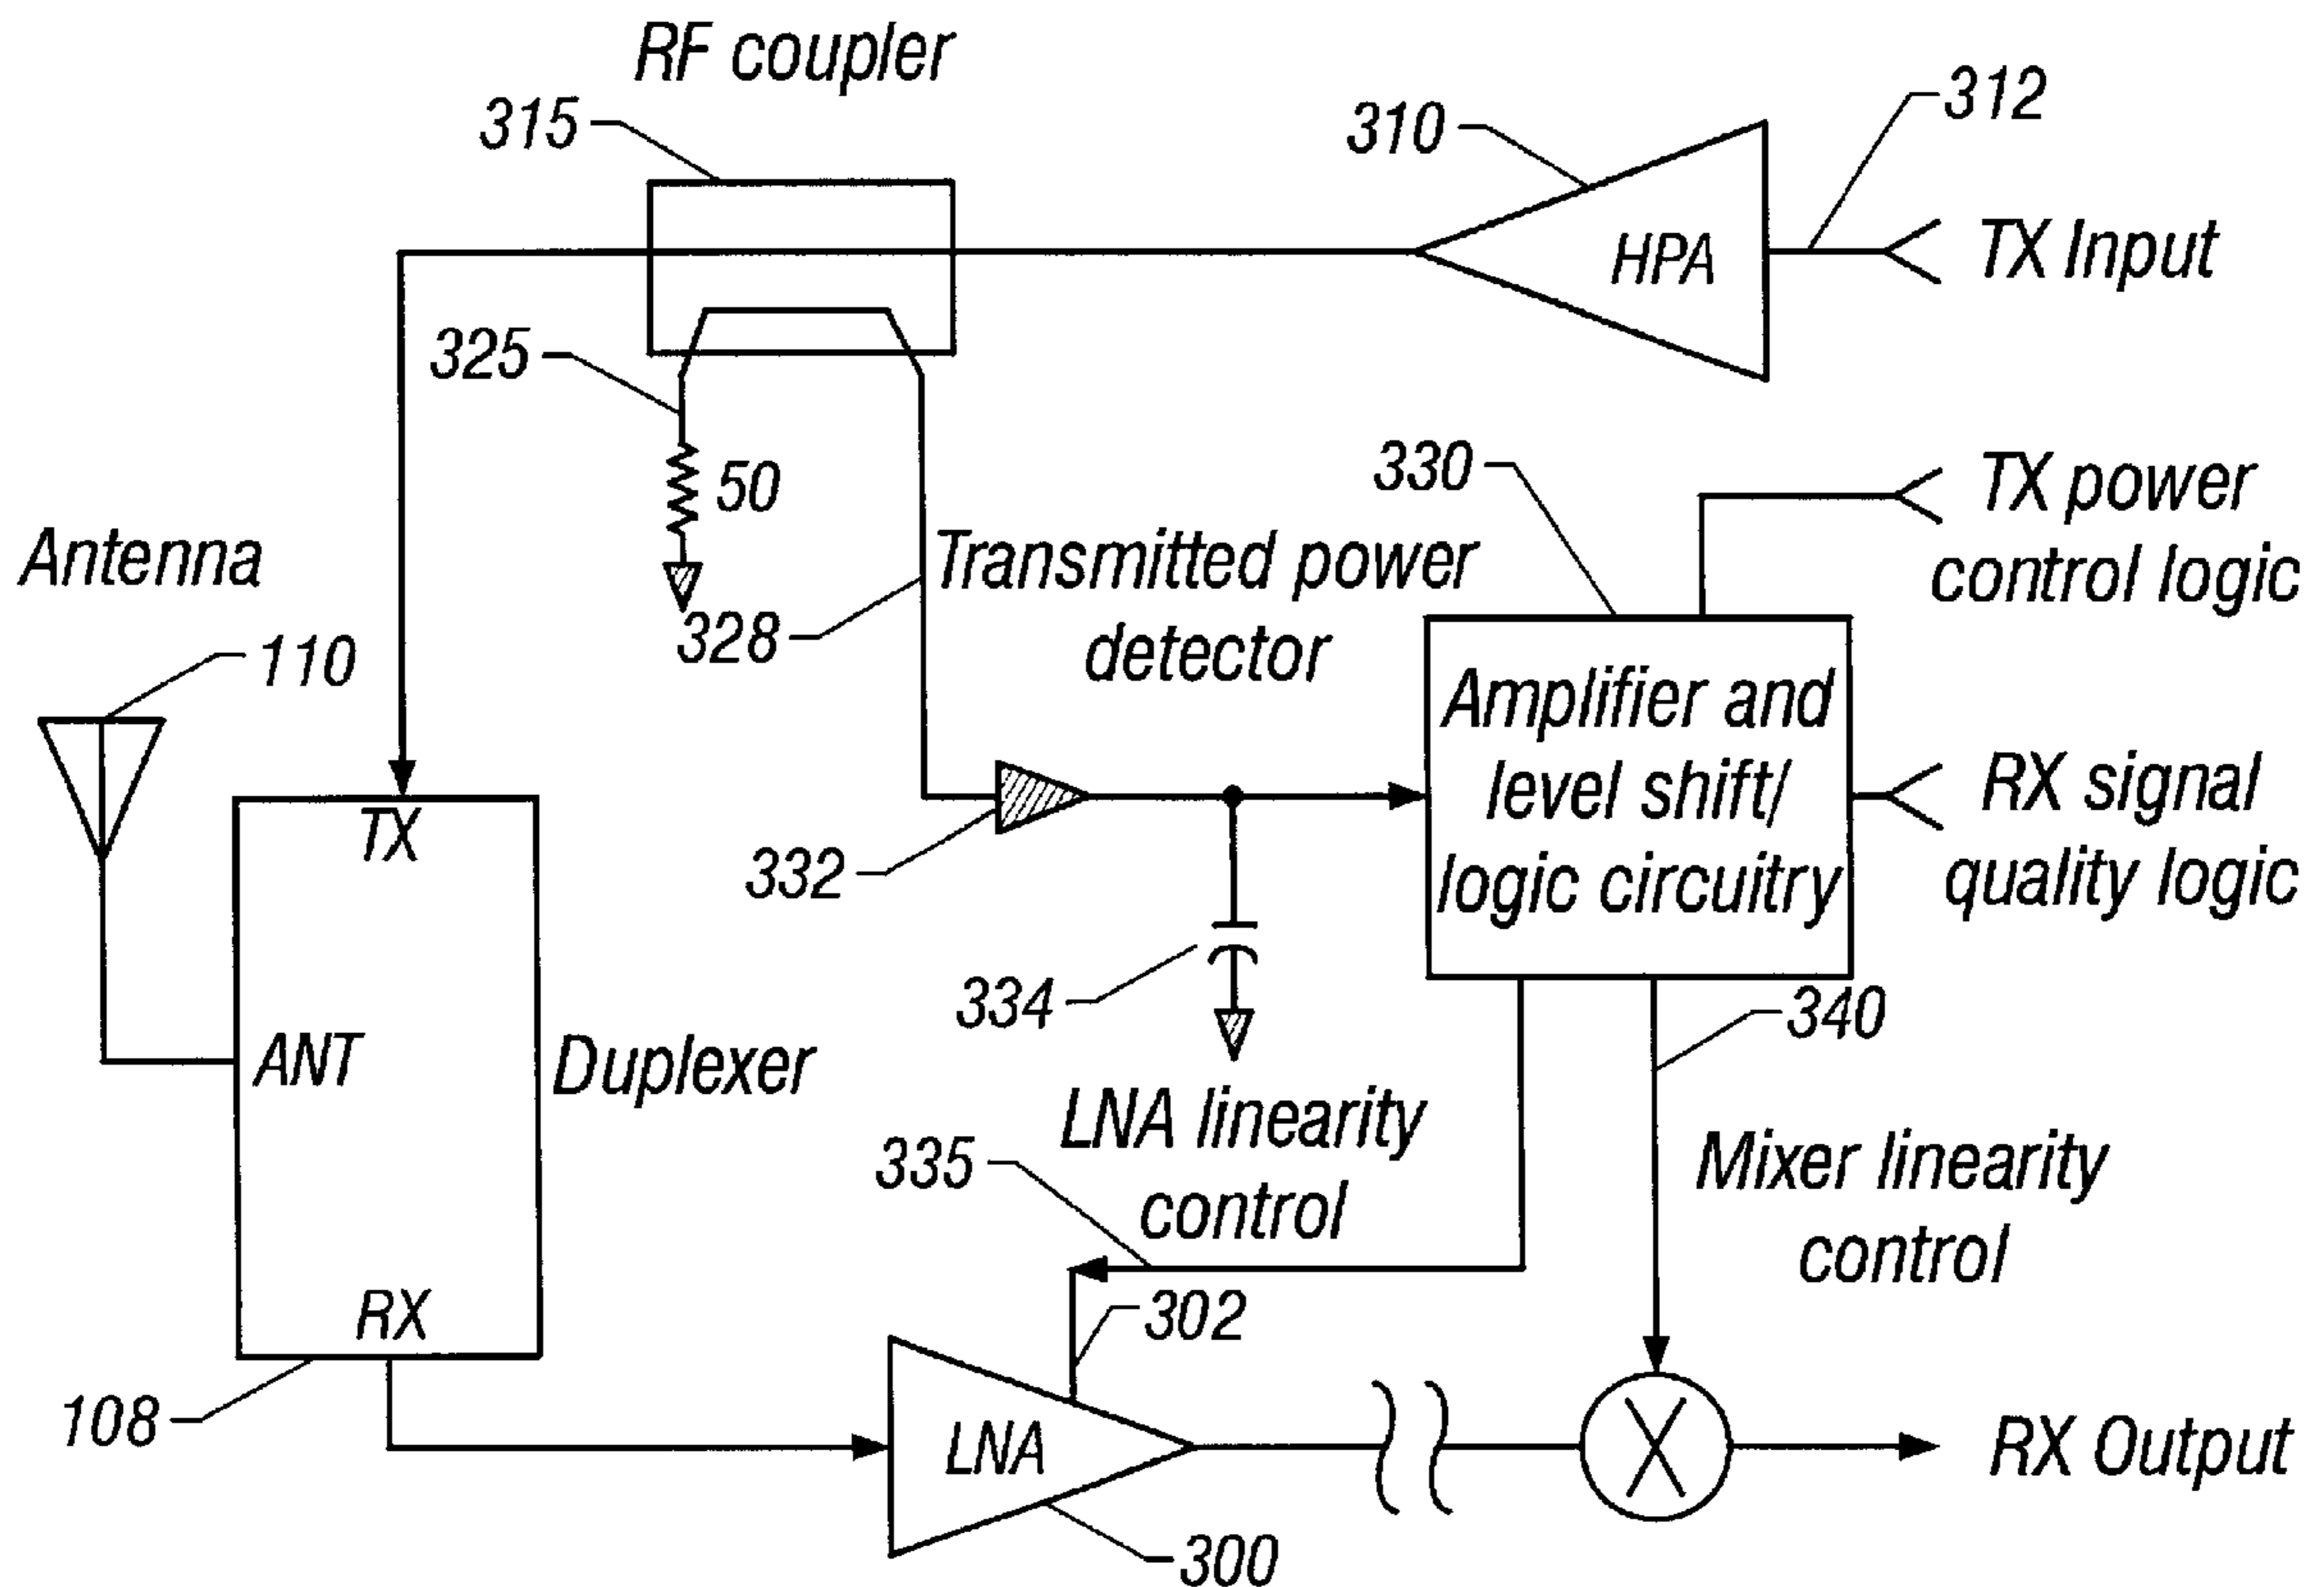 RF coupler
315
310
312
HPA
TX Input
325
50
330
TX power
control logic
Antenna
110
328
Transmitted power
detector
Amplifier and
level shift/
logic circuitry
RX signal
quality logic
TX
332
334
ANT
Duplexer
340
LNA linearity
control
335
Mixer linearity
control
302
RX
108
LNA
300
RX Output